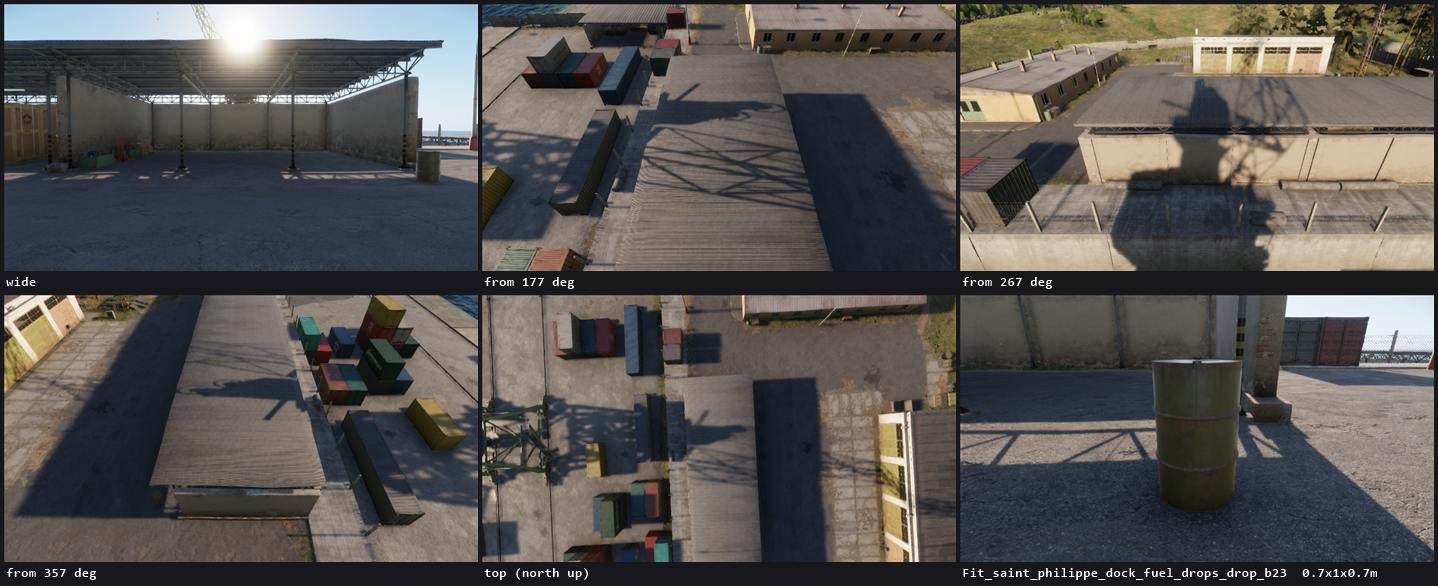 wide
from 177 deg
from 267 deg
from 357 deg
top (north up)
Fit_saint_philippe_dock_fuel_drops_drop_b23 0.7x1x0.7m